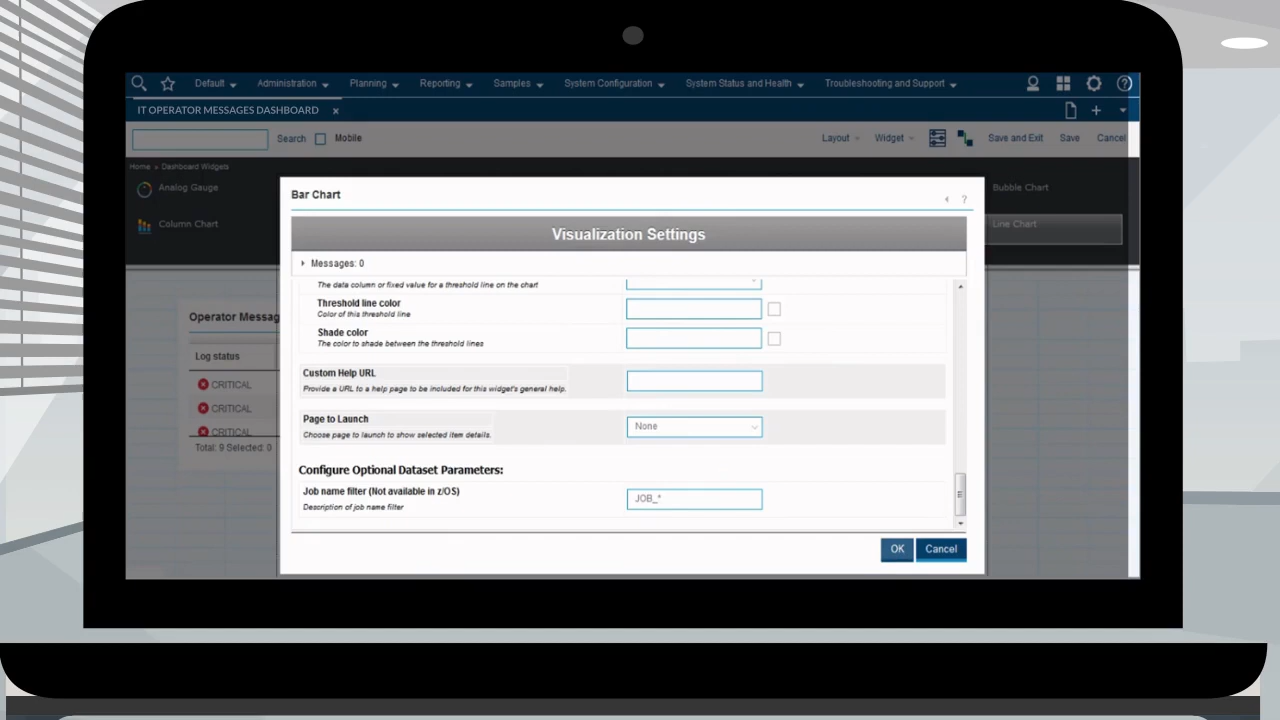 Default Administration Planning Reporting Samples System Configuration System Status and Health Troubleshooting and Support
IT OPERATOR MESSAGES DASHBOARD ×
Search Mobile Layout Widget Save and Exit Save Cancel
Home » Dashboard Widgets
Analog Gauge
Bubble Chart
Column Chart
Line Chart
Bar Chart
?
Visualization Settings
Messages: 0
The data column or fixed value for a threshold line on the chart
Threshold line color
Color of this threshold line
Shade color
The color to shade between the threshold lines
Custom Help URL
Provide a URL to a help page to be included for this widget's general help.
Page to Launch
None
Choose page to launch to show selected item details.
Configure Optional Dataset Parameters:
Job name filter (Not available in z/OS)
JOB_*
Description of job name filter
OK Cancel
Operator Messag
Log status
CRITICAL
CRITICAL
CRITICAL
Total: 9 Selected: 0